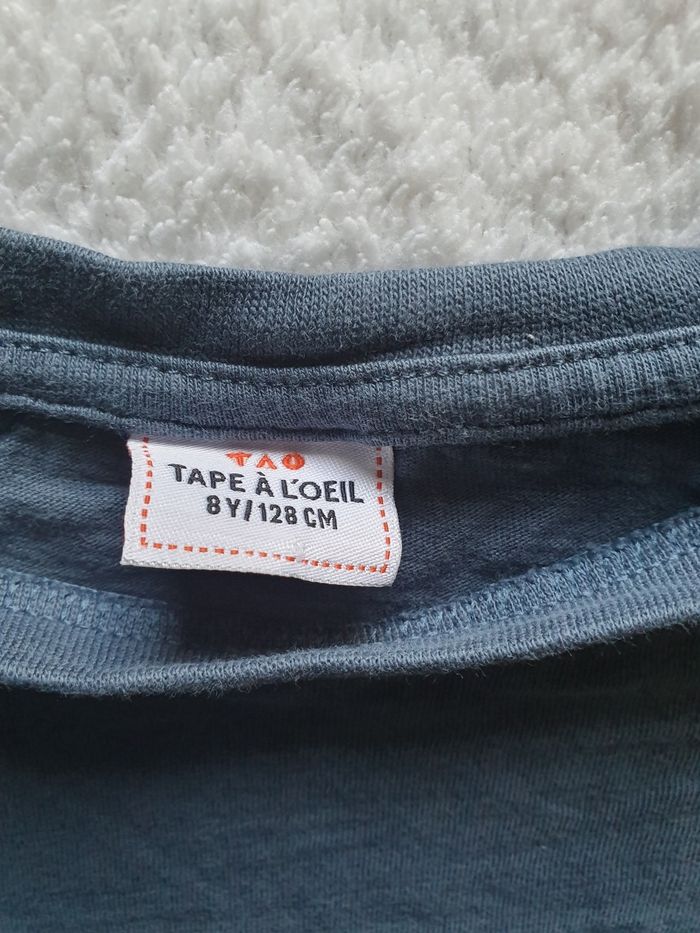 TAO
TAPE À L'OEIL
8 Y/128 CM